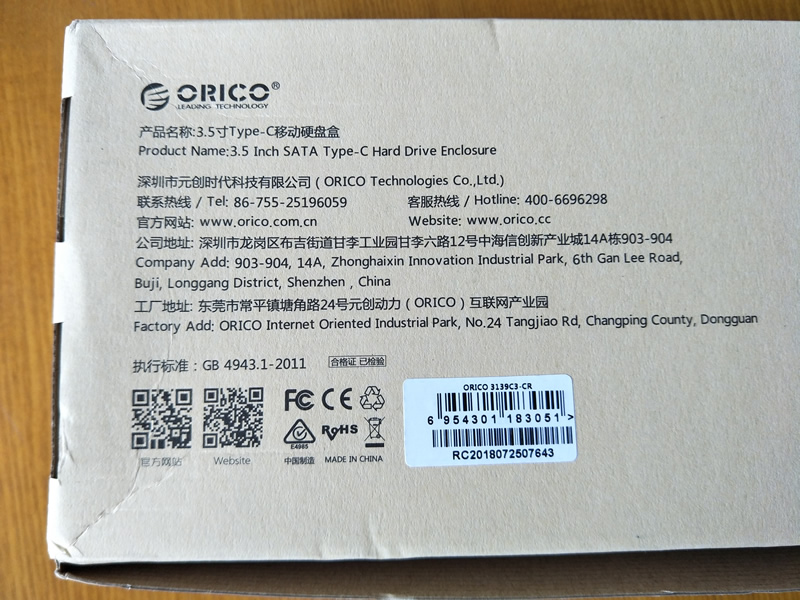 ORICO®
LEADING TECHNOLOGY
产品名称:3.5寸Type-C移动硬盘盒
Product Name:3.5 Inch SATA Type-C Hard Drive Enclosure
深圳市元创时代科技有限公司 ( ORICO Technologies Co.,Ltd.)
联系热线 / Tel: 86-755-25196059 客服热线 / Hotline: 400-6696298
官方网站: www.orico.com.cn Website: www.orico.cc
公司地址: 深圳市龙岗区布吉街道甘李工业园甘李六路12号中海信创新产业城14A栋903-904
Company Add: 903-904, 14A, Zhonghaixin Innovation Industrial Park, 6th Gan Lee Road,
Buji, Longgang District, Shenzhen , China
工厂地址: 东莞市常平镇塘角路24号元创动力 ( ORICO ) 互联网产业园
Factory Add: ORICO Internet Oriented Industrial Park, No.24 Tangjiao Rd, Changping County, Dongguan
执行标准: GB 4943.1-2011 合格证 已检验
FC CE
E4985 RoHS
官方网站 Website 中国制造 MADE IN CHINA
ORICO 3139C3-CR
6 954301 183051 >
RC2018072507643